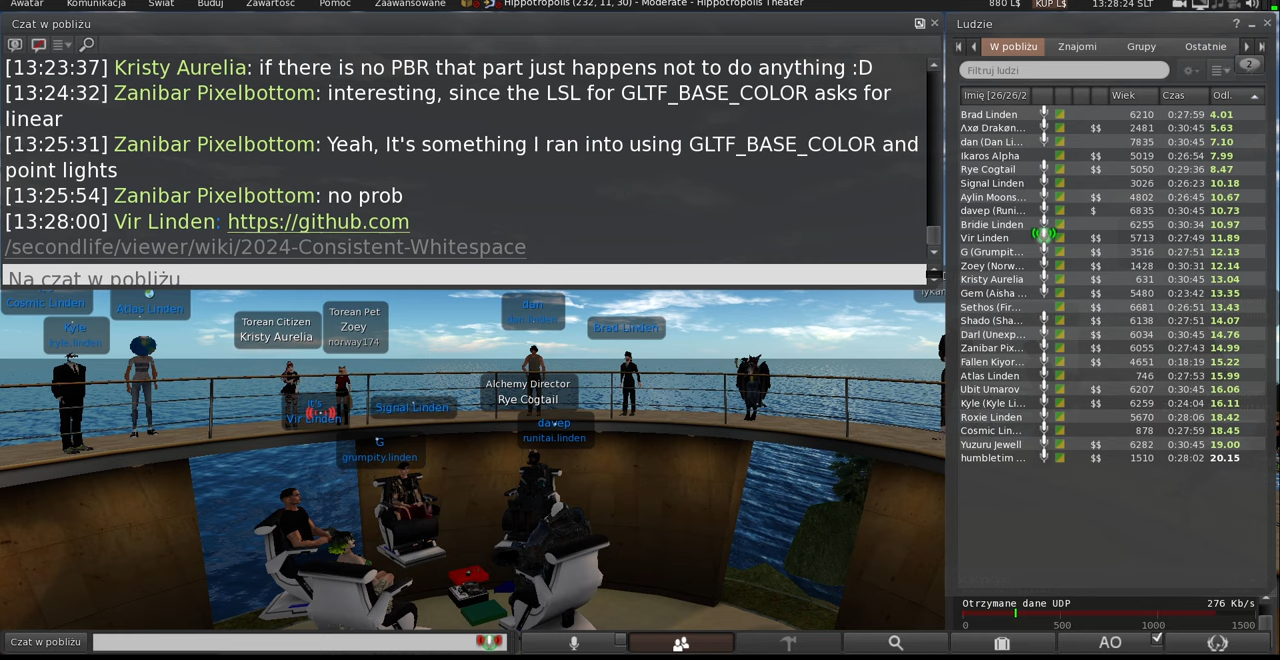 Awatar Komunikacja Świat Buduj Zawartość Pomoc Zaawansowane Hippotropolis (232, 11, 30) - Moderate - Hippotropolis Theater 880 L$ KUP L$ 13:28:24 SLT
Czat w pobliżu
[13:23:37] Kristy Aurelia: if there is no PBR that part just happens not to do anything :D
[13:24:32] Zanibar Pixelbottom: interesting, since the LSL for GLTF_BASE_COLOR asks for
linear
[13:25:31] Zanibar Pixelbottom: Yeah, It's something I ran into using GLTF_BASE_COLOR and
point lights
[13:25:54] Zanibar Pixelbottom: no prob
[13:28:00] Vir Linden: https://github.com
/secondlife/viewer/wiki/2024-Consistent-Whitespace
Na czat w pobliżu
Cosmic Linden
Atlas Linden
Kyle
kyle.linden
Torean Citizen
Kristy Aurelia
Torean Pet
Zoey
norway174
dan
dan.linden
Brad Linden
Alchemy Director
Rye Cogtail
It's
Vir Linden
Signal Linden
davep
runitai.linden
G
grumpity.linden
Ludzie
W pobliżu Znajomi Grupy Ostatnie
Filtruj ludzi
2
Imię [26/26/2 Wiek Czas Odl.
Brad Linden 6210 0:27:59 4.01
Λxø Drakøn... $$ 2481 0:30:45 5.63
dan (Dan Li... 7835 0:30:45 7.10
Ikaros Alpha $$ 5019 0:26:54 7.99
Rye Cogtail $$ 5050 0:29:36 8.47
Signal Linden 3026 0:26:23 10.18
Aylin Moons... $$ 4802 0:26:45 10.67
davep (Runi... $ 6835 0:30:45 10.73
Bridie Linden 6255 0:30:34 10.97
Vir Linden $$ 5713 0:27:49 11.89
G (Grumpit... $$ 3516 0:27:51 12.13
Zoey (Norw... $$ 1428 0:30:31 12.14
Kristy Aurelia $$ 631 0:30:45 13.04
Gem (Aisha ... $$ 5480 0:23:42 13.35
Sethos (Fir... $$ 6681 0:26:51 13.43
Shado (Sha... $$ 6138 0:27:51 14.07
Darl (Unexp... $$ 6034 0:30:45 14.76
Zanibar Pix... $$ 6055 0:27:43 14.99
Fallen Kiyor... $$ 4651 0:18:19 15.22
Atlas Linden 746 0:27:53 15.99
Ubit Umarov $$ 6207 0:30:45 16.06
Kyle (Kyle Li... $$ 6259 0:24:04 16.11
Roxie Linden 5670 0:28:06 18.42
Cosmic Lin... 878 0:27:59 18.45
Yuzuru Jewell $$ 6282 0:30:45 19.00
humbletim ... $$ 1510 0:28:02 20.15
Otrzymane dane UDP 276 Kb/s
0 500 1000 1500
Czat w pobliżu
AO